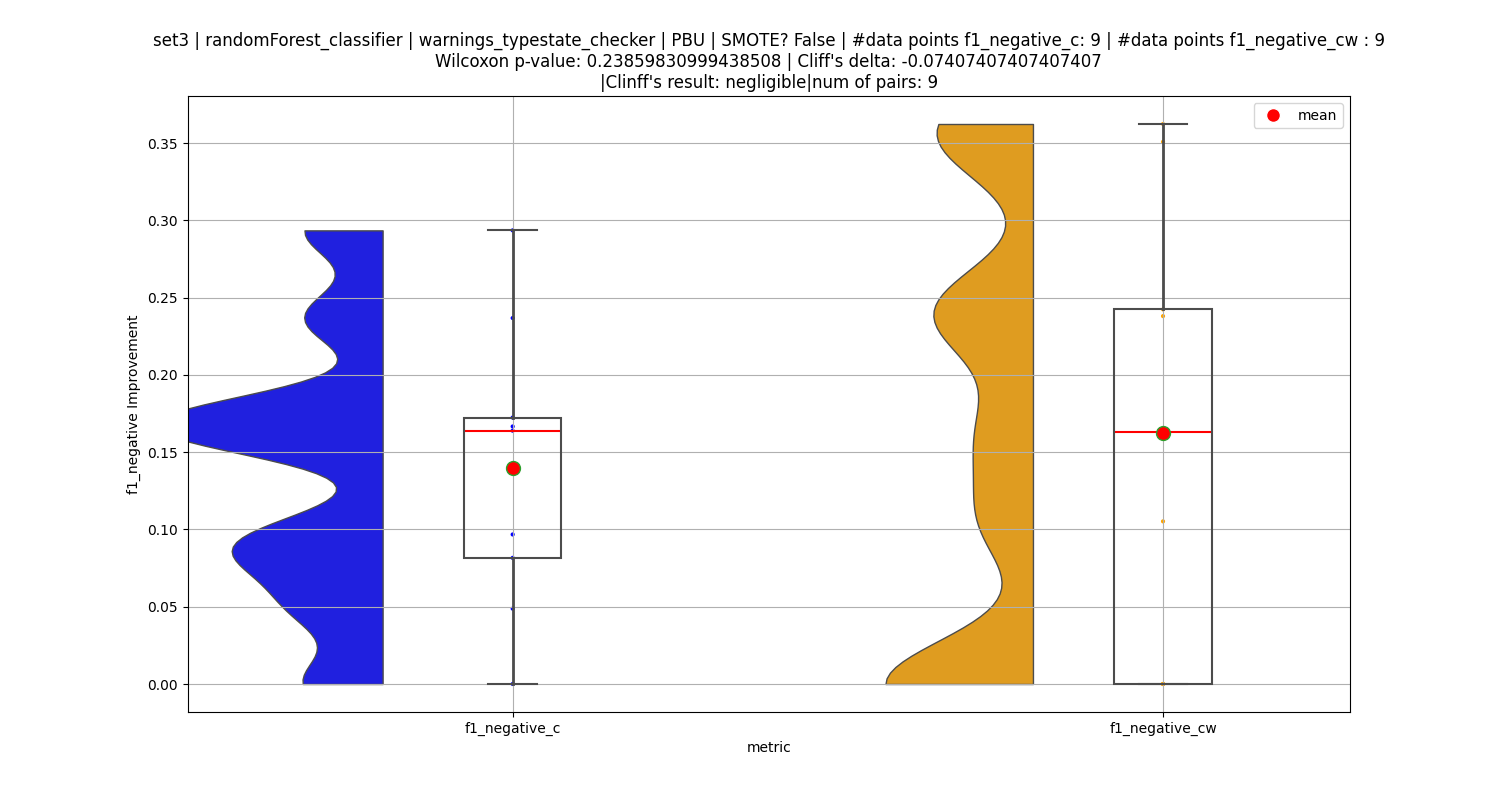 set3 | randomForest_classifier | warnings_typestate_checker | PBU | SMOTE? False | #data points f1_negative_c: 9 | #data points f1_negative_cw : 9
Wilcoxon p-value: 0.23859830999438508 | Cliff's delta: -0.07407407407407407
|Clinff's result: negligible|num of pairs: 9
mean
0.35
0.30
0.25
0.20
0.15
0.10
0.05
0.00
f1_negative Improvement
f1_negative_c
f1_negative_cw
metric